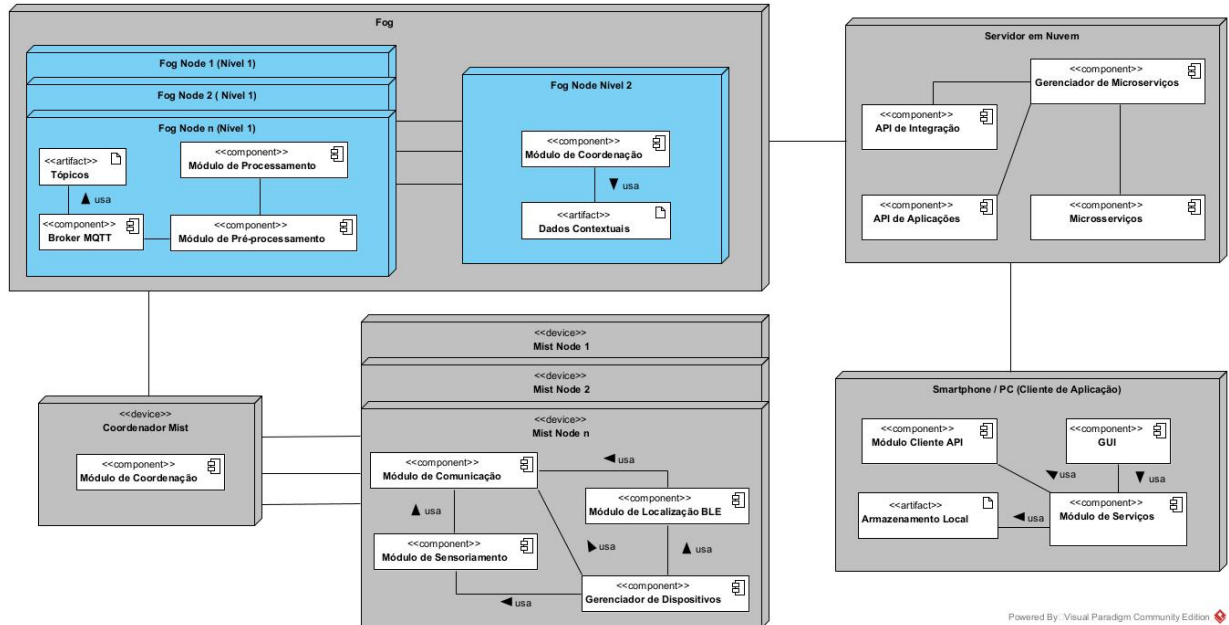 Fog
Fog Node 1 (Nível 1)
Fog Node 2 ( Nível 1)
Fog Node n (Nível 1)
<<artifact>>
Tópicos
usa
<<component>>
Broker MQTT
<<component>>
Módulo de Processamento
<<component>>
Módulo de Pré-processamento
Fog Node Nível 2
<<component>>
Módulo de Coordenação
usa
<<artifact>>
Dados Contextuais
Servidor em Nuvem
<<component>>
Gerenciador de Microserviços
<<component>>
API de Integração
<<component>>
API de Aplicações
<<component>>
Microsserviços
<<device>>
Coordenador Mist
<<component>>
Módulo de Coordenação
<<device>>
Mist Node 1
<<device>>
Mist Node 2
<<device>>
Mist Node n
<<component>>
Módulo de Comunicação
usa
<<component>>
Módulo de Localização BLE
usa
<<component>>
Módulo de Sensoriamento
usa
usa
<<component>>
Gerenciador de Dispositivos
usa
Smartphone / PC (Cliente de Aplicação)
<<component>>
Módulo Cliente API
<<component>>
GUI
usa
usa
<<artifact>>
Armazenamento Local
usa
<<component>>
Módulo de Serviços
Powered By Visual Paradigm Community Edition